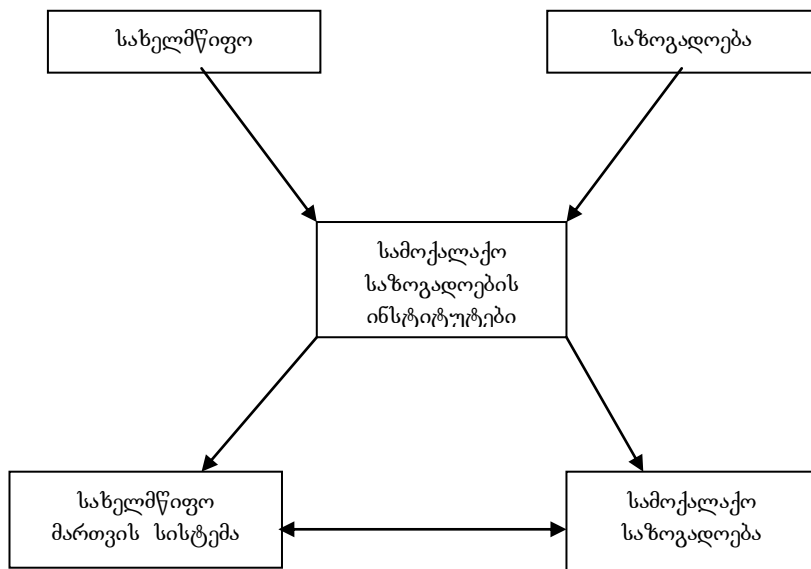 სახელმწიფო
საზოგადოება
სამოქალაქო
საზოგადოების
ინსტიტუტები
სახელმწიფო
მართვის სისტემა
სამოქალაქო
საზოგადოება